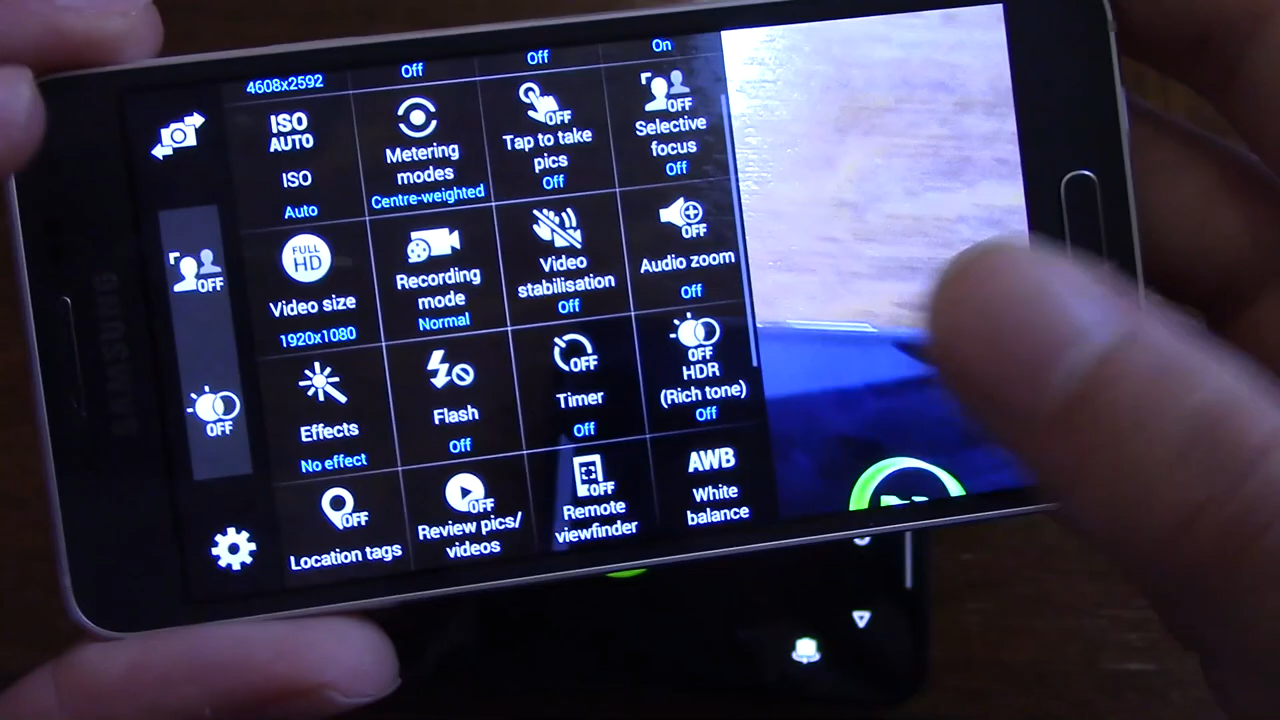 4608x2592
Off
Off
On
ISO
AUTO
ISO
Auto
Metering
modes
Centre-weighted
OFF
Tap to take
pics
Off
OFF
Selective
focus
Off
FULL
HD
Video size
1920x1080
Recording
mode
Normal
Video
stabilisation
Off
OFF
Audio zoom
Off
Effects
No effect
Flash
Off
OFF
Timer
Off
OFF
HDR
(Rich tone)
Off
OFF
Location tags
OFF
Review pics/
videos
OFF
Remote
viewfinder
AWB
White
balance
OFF
OFF
SAMSUNG